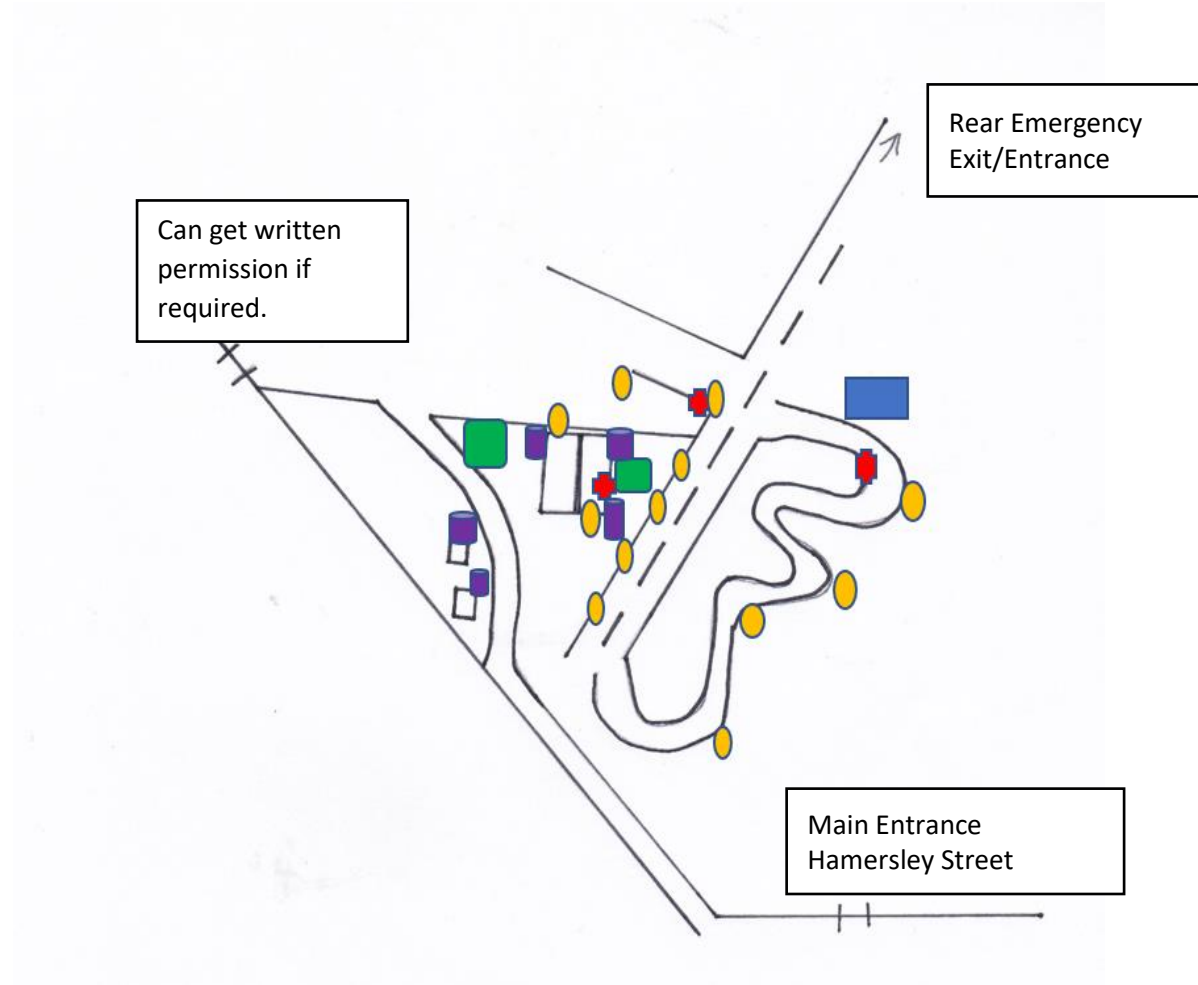 Rear Emergency
Exit/Entrance
Can get written
permission if
required.
Main Entrance
Hamersley Street